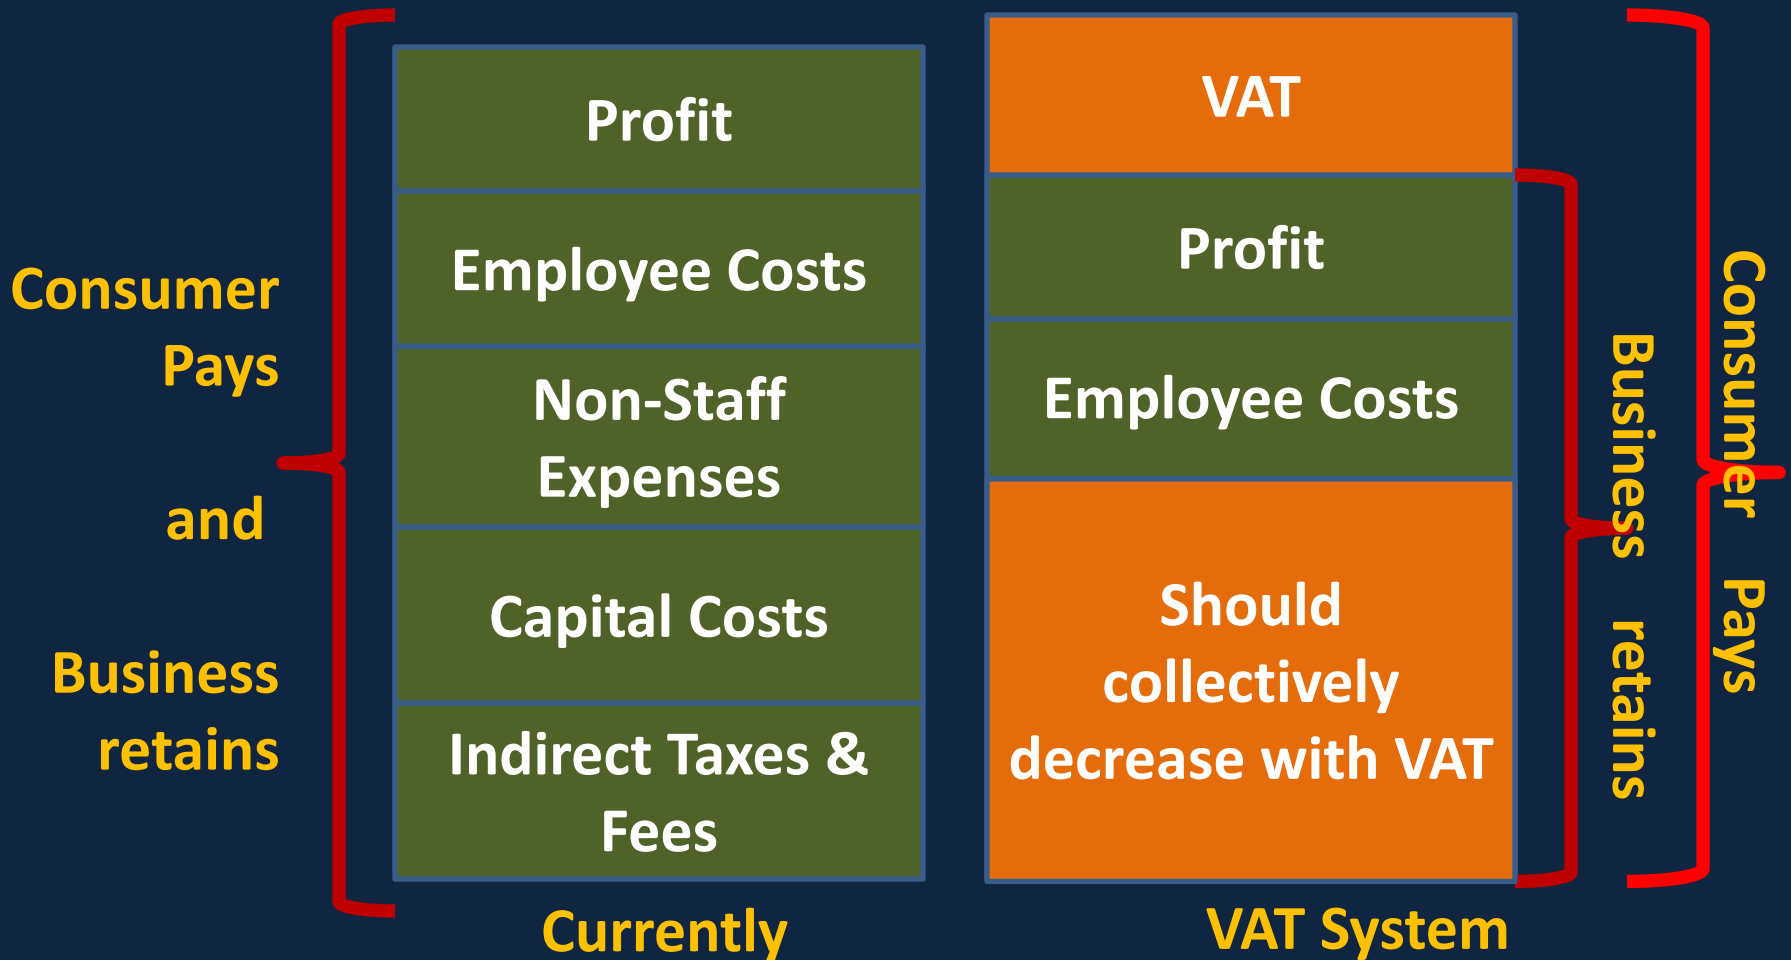 Consumer
Pays
and
Business
retains
Profit
Employee Costs
Non-Staff
Expenses
Capital Costs
Indirect Taxes &
Fees
Currently
VAT
Profit
Employee Costs
Should
collectively
decrease with VAT
VAT System
Business retains
Consumer Pays